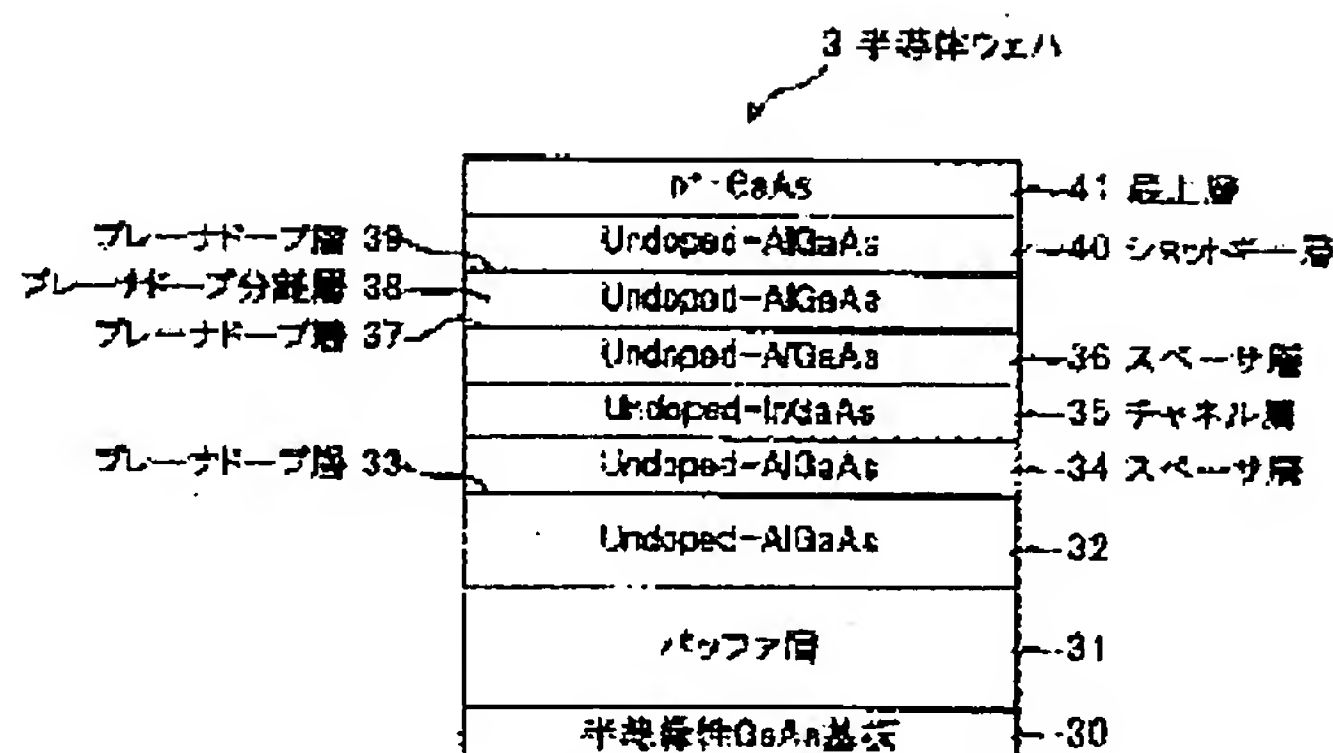 3 半導体ウェハ
n⁺-GaAs
41 最上層
プレーナドープ層 39
Undoped-AlGaAs
40 ショットキー層
プレーナドープ分離層 38
Undoped-AlGaAs
プレーナドープ層 37
Undoped-AlGaAs
36 スペーサ層
Undoped-InGaAs
35 チャネル層
プレーナドープ層 33
Undoped-AlGaAs
34 スペーサ層
Undoped-AlGaAs
32
バッファ層
31
半絶縁性GaAs基板
30